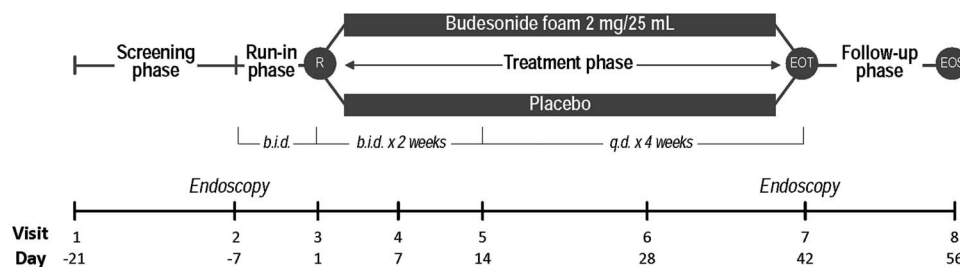 Budesonide foam 2 mg/25 mL
Screening phase
Run-in phase
R
Treatment phase
EOT
Follow-up phase
EOS
Placebo
b.i.d.
b.i.d. x 2 weeks
q.d. x 4 weeks
Endoscopy
Endoscopy
Visit 1 2 3 4 5 6 7 8
Day -21 -7 1 7 14 28 42 56